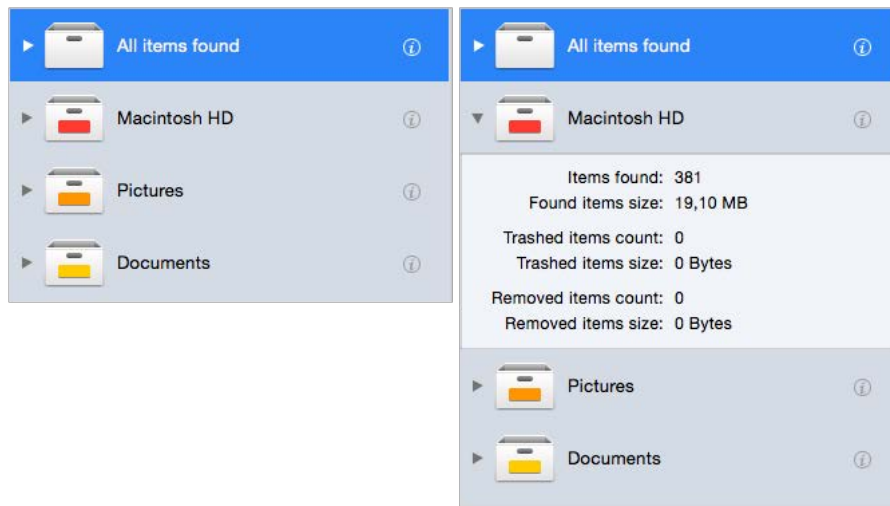 All items found
Macintosh HD
Pictures
Documents
All items found
Macintosh HD
Items found: 381
Found items size: 19,10 MB
Trashed items count: 0
Trashed items size: 0 Bytes
Removed items count: 0
Removed items size: 0 Bytes
Pictures
Documents